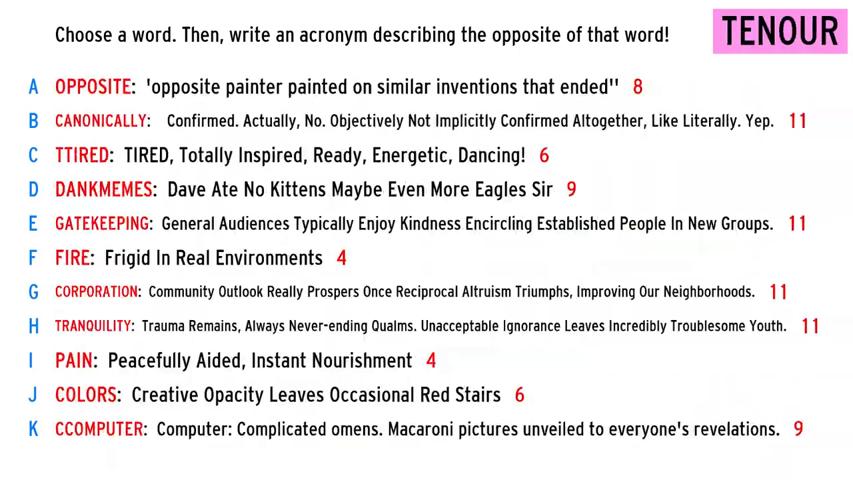 Choose a word. Then, write an acronym describing the opposite of that word! TENOUR
A OPPOSITE: 'opposite painter painted on similar inventions that ended'' 8
B CANONICALLY: Confirmed. Actually, No. Objectively Not Implicitly Confirmed Altogether, Like Literally. Yep. 11
C TTIRED: TIRED, Totally Inspired, Ready, Energetic, Dancing! 6
D DANKMEMES: Dave Ate No Kittens Maybe Even More Eagles Sir 9
E GATEKEEPING: General Audiences Typically Enjoy Kindness Encircling Established People In New Groups. 11
F FIRE: Frigid In Real Environments 4
G CORPORATION: Community Outlook Really Prospers Once Reciprocal Altruism Triumphs, Improving Our Neighborhoods. 11
H TRANQUILITY: Trauma Remains, Always Never-ending Qualms. Unacceptable Ignorance Leaves Incredibly Troublesome Youth. 11
I PAIN: Peacefully Aided, Instant Nourishment 4
J COLORS: Creative Opacity Leaves Occasional Red Stairs 6
K CCOMPUTER: Computer: Complicated omens. Macaroni pictures unveiled to everyone's revelations. 9